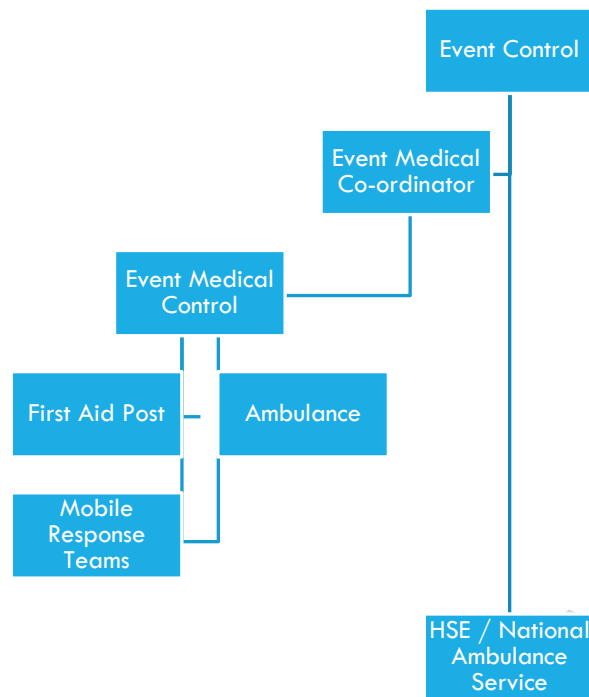 Event Control
Event Medical
Co-ordinator
Event Medical
Control
First Aid Post
Ambulance
Mobile
Response
Teams
HSE / National
Ambulance
Service